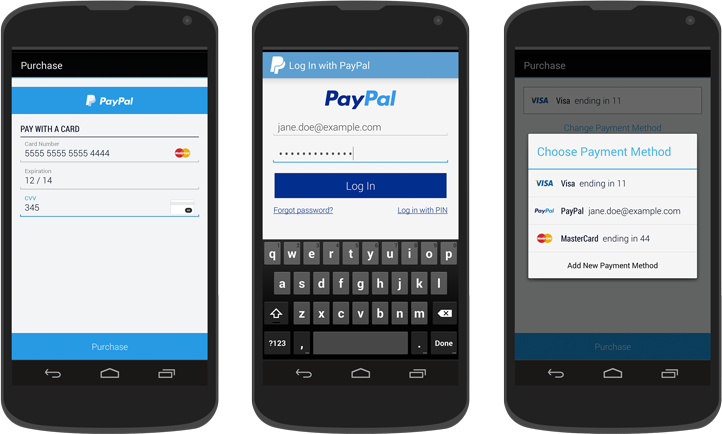 Purchase
PayPal
PAY WITH A CARD
Card Number
5555 5555 5555 4444
Expiration
12 / 14
CVV
345
Purchase
Log In with PayPal
PayPal
jane.doe@example.com
Log In
Forgot password? Log in with PIN
q w e r t y u i o p
a s d f g h j k l
z x c v b n m
?123 , . Done
Purchase
VISA Visa ending in 11
Change Payment Method
Choose Payment Method
VISA Visa ending in 11
PayPal PayPal jane.doe@example.com
MasterCard MasterCard ending in 44
Add New Payment Method
Purchase